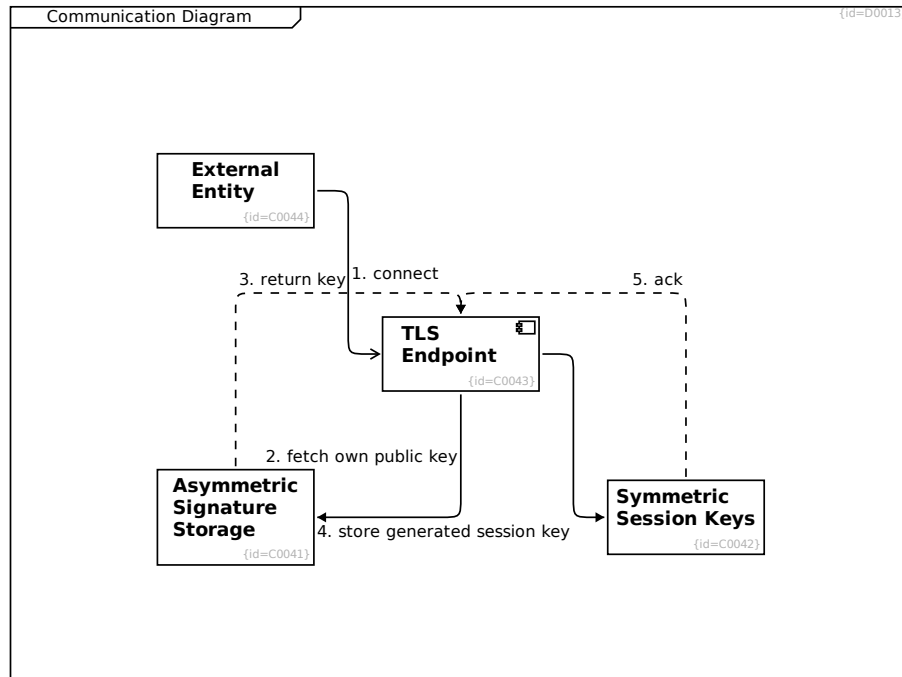 Communication Diagram
{id=D0013
External
Entity
{id=C0044}
3. return key
1. connect
5. ack
TLS
Endpoint
{id=C0043}
2. fetch own public key
Asymmetric
Signature
Storage
{id=C0041}
4. store generated session key
Symmetric
Session Keys
{id=C0042}